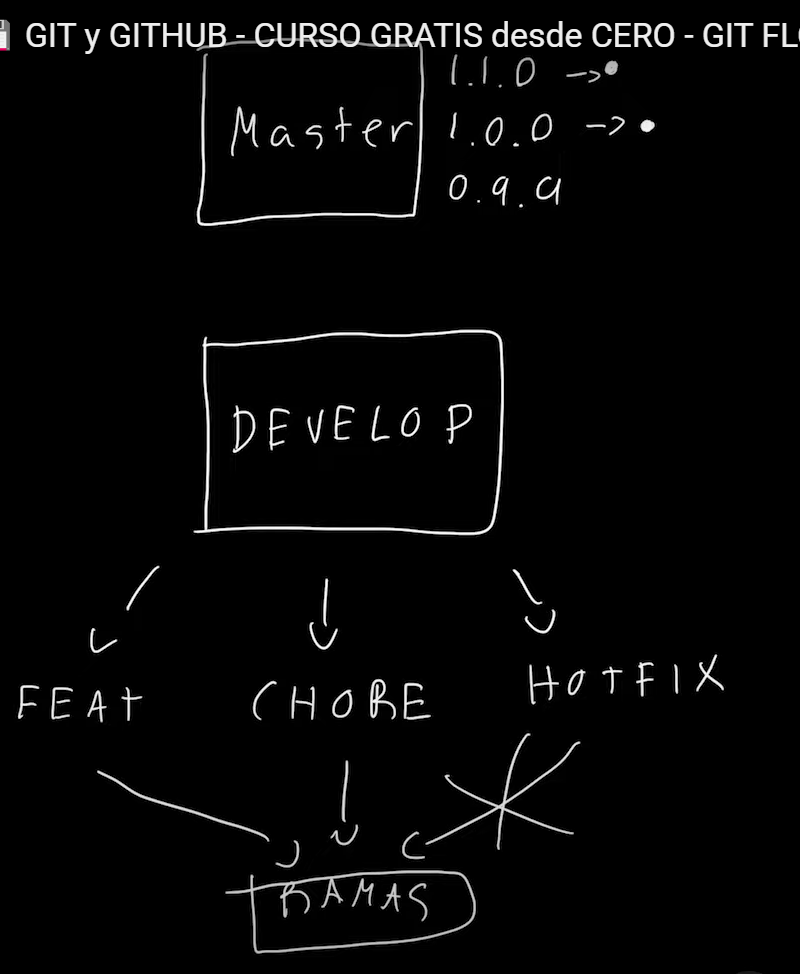 GIT y GITHUB - CURSO GRATIS desde CERO - GIT FL
Master
1.1.0 ->
1.0.0 ->
0.9.9
DEVELOP
FEAT
CHORE
HOTFIX
RAMAS